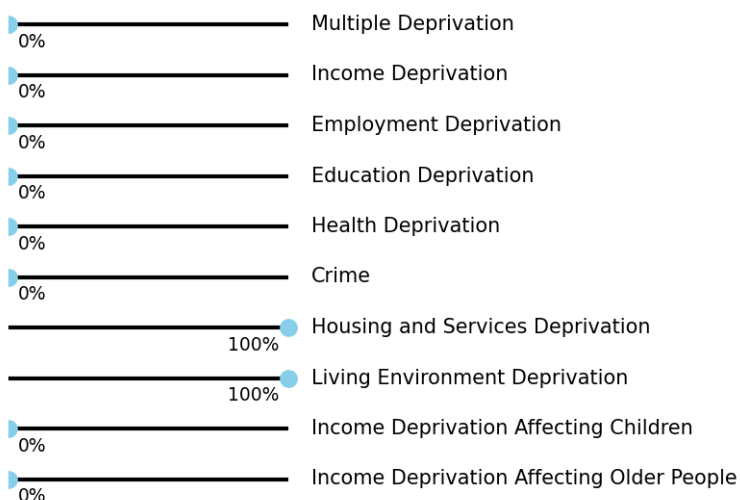 Multiple Deprivation
0%
Income Deprivation
0%
Employment Deprivation
0%
Education Deprivation
0%
Health Deprivation
0%
Crime
0%
Housing and Services Deprivation
100%
Living Environment Deprivation
100%
Income Deprivation Affecting Children
0%
Income Deprivation Affecting Older People
0%